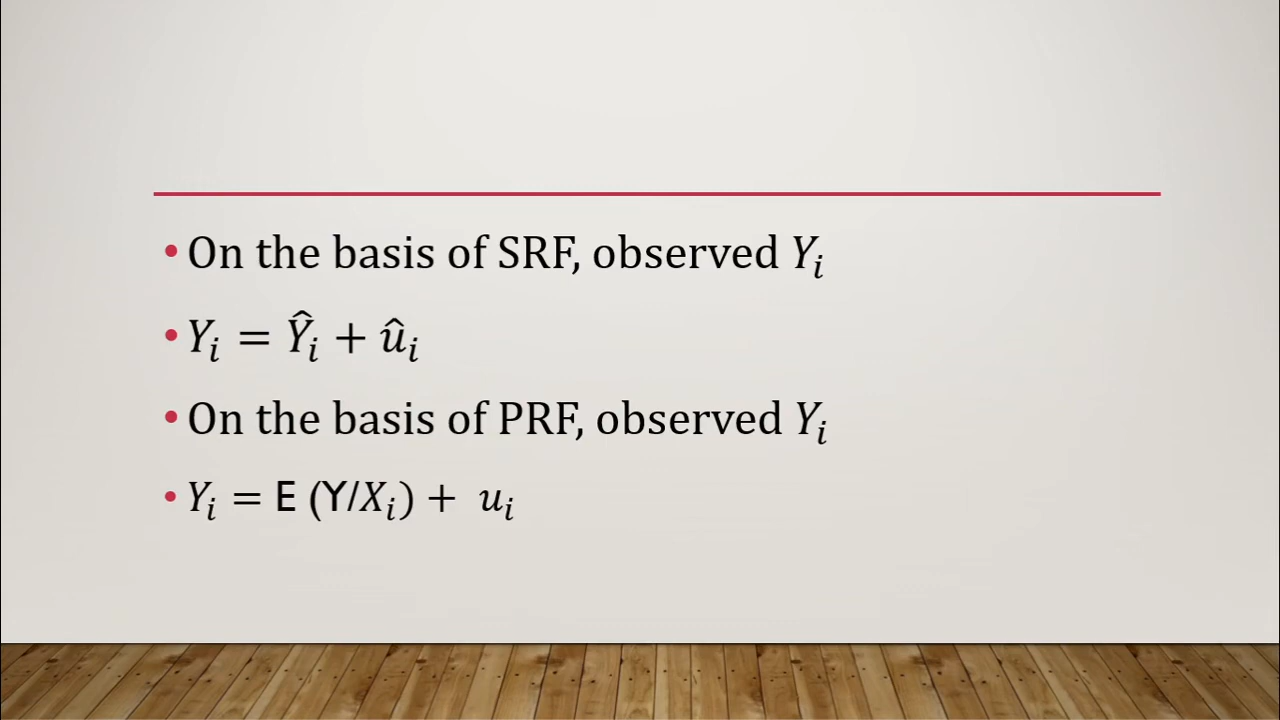 • On the basis of SRF, observed Yᵢ
• Yᵢ = Ŷᵢ + ûᵢ
• On the basis of PRF, observed Yᵢ
• Yᵢ = E (Y/Xᵢ) + uᵢ